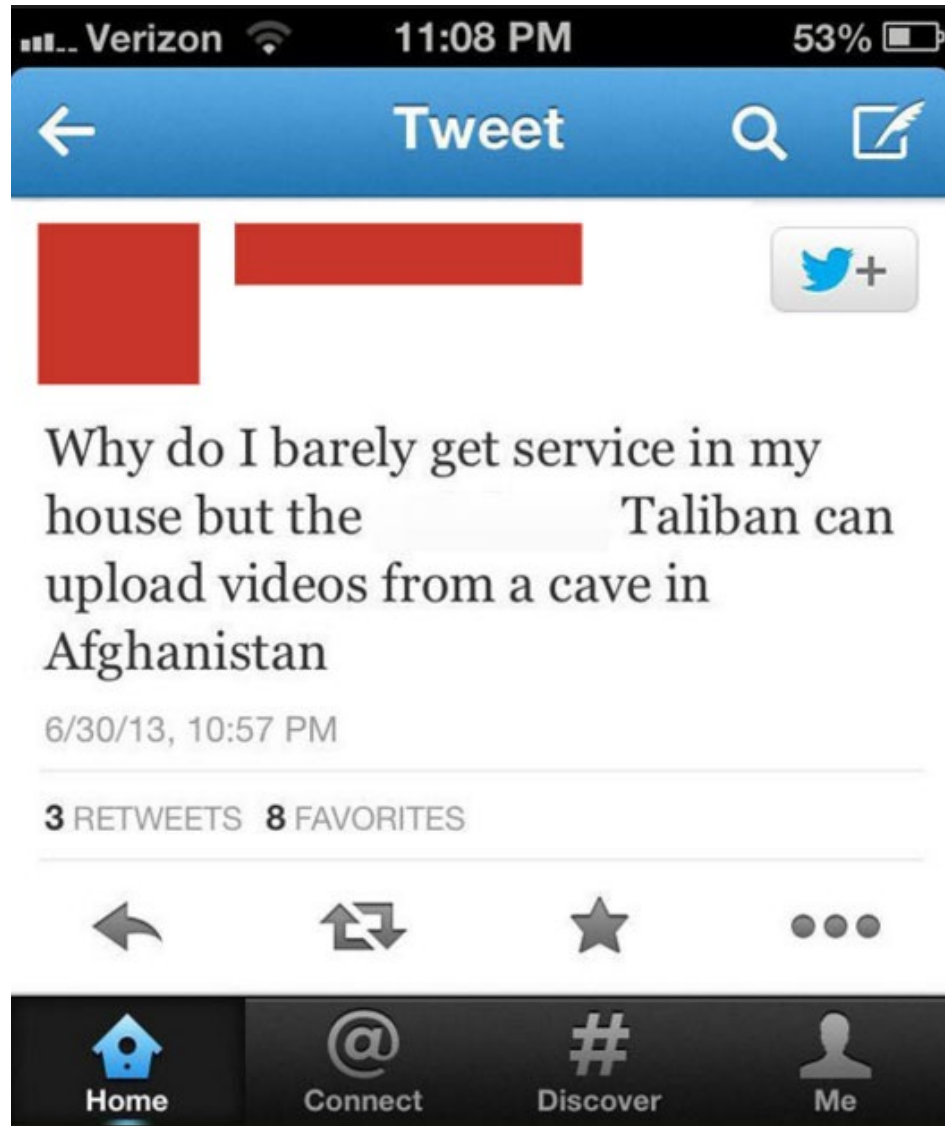 Verizon 11:08 PM 53%
Tweet
+
Why do I barely get service in my
house but the Taliban can
upload videos from a cave in
Afghanistan
6/30/13, 10:57 PM
3 RETWEETS 8 FAVORITES
@ #
Home Connect Discover Me